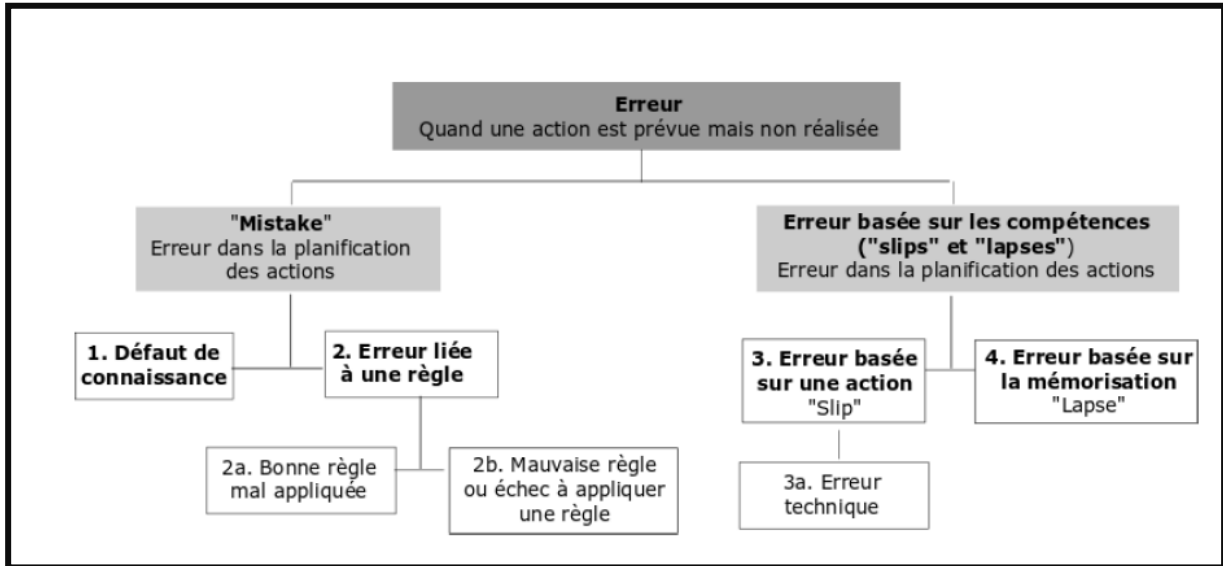 Erreur
Quand une action est prévue mais non réalisée
"Mistake"
Erreur dans la planification
des actions
Erreur basée sur les compétences
("slips" et "lapses")
Erreur dans la planification des actions
1. Défaut de
connaissance
2. Erreur liée
à une règle
3. Erreur basée
sur une action
"Slip"
4. Erreur basée sur
la mémorisation
"Lapse"
2a. Bonne règle
mal appliquée
2b. Mauvaise règle
ou échec à appliquer
une règle
3a. Erreur
technique